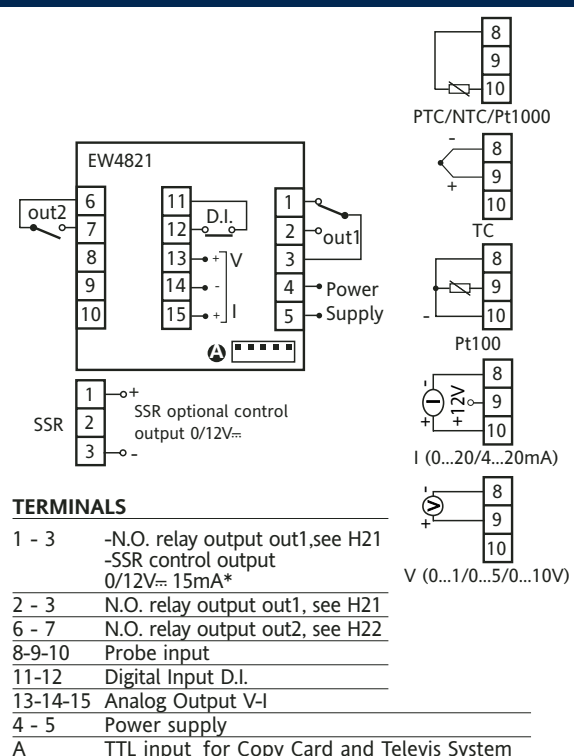 EW4821
out2
6
7
8
9
10
11
12
13
14
15
D.I.
+ V
-
+ I
1
2
3
4
5
out1
Power
Supply
A
SSR
1
2
3
+
-
SSR optional control
output 0/12V⎓
8
9
10
PTC/NTC/Pt1000
-
+
8
9
10
TC
-
8
9
10
Pt100
-
+
I
+12V
8
9
10
I (0...20/4...20mA)
-
+
V
8
9
10
V (0...1/0...5/0...10V)
TERMINALS
1 - 3 -N.O. relay output out1,see H21
-SSR control output
0/12V⎓ 15mA*
2 - 3 N.O. relay output out1, see H21
6 - 7 N.O. relay output out2, see H22
8-9-10 Probe input
11-12 Digital Input D.I.
13-14-15 Analog Output V-I
4 - 5 Power supply
A TTL input for Copy Card and Televis System